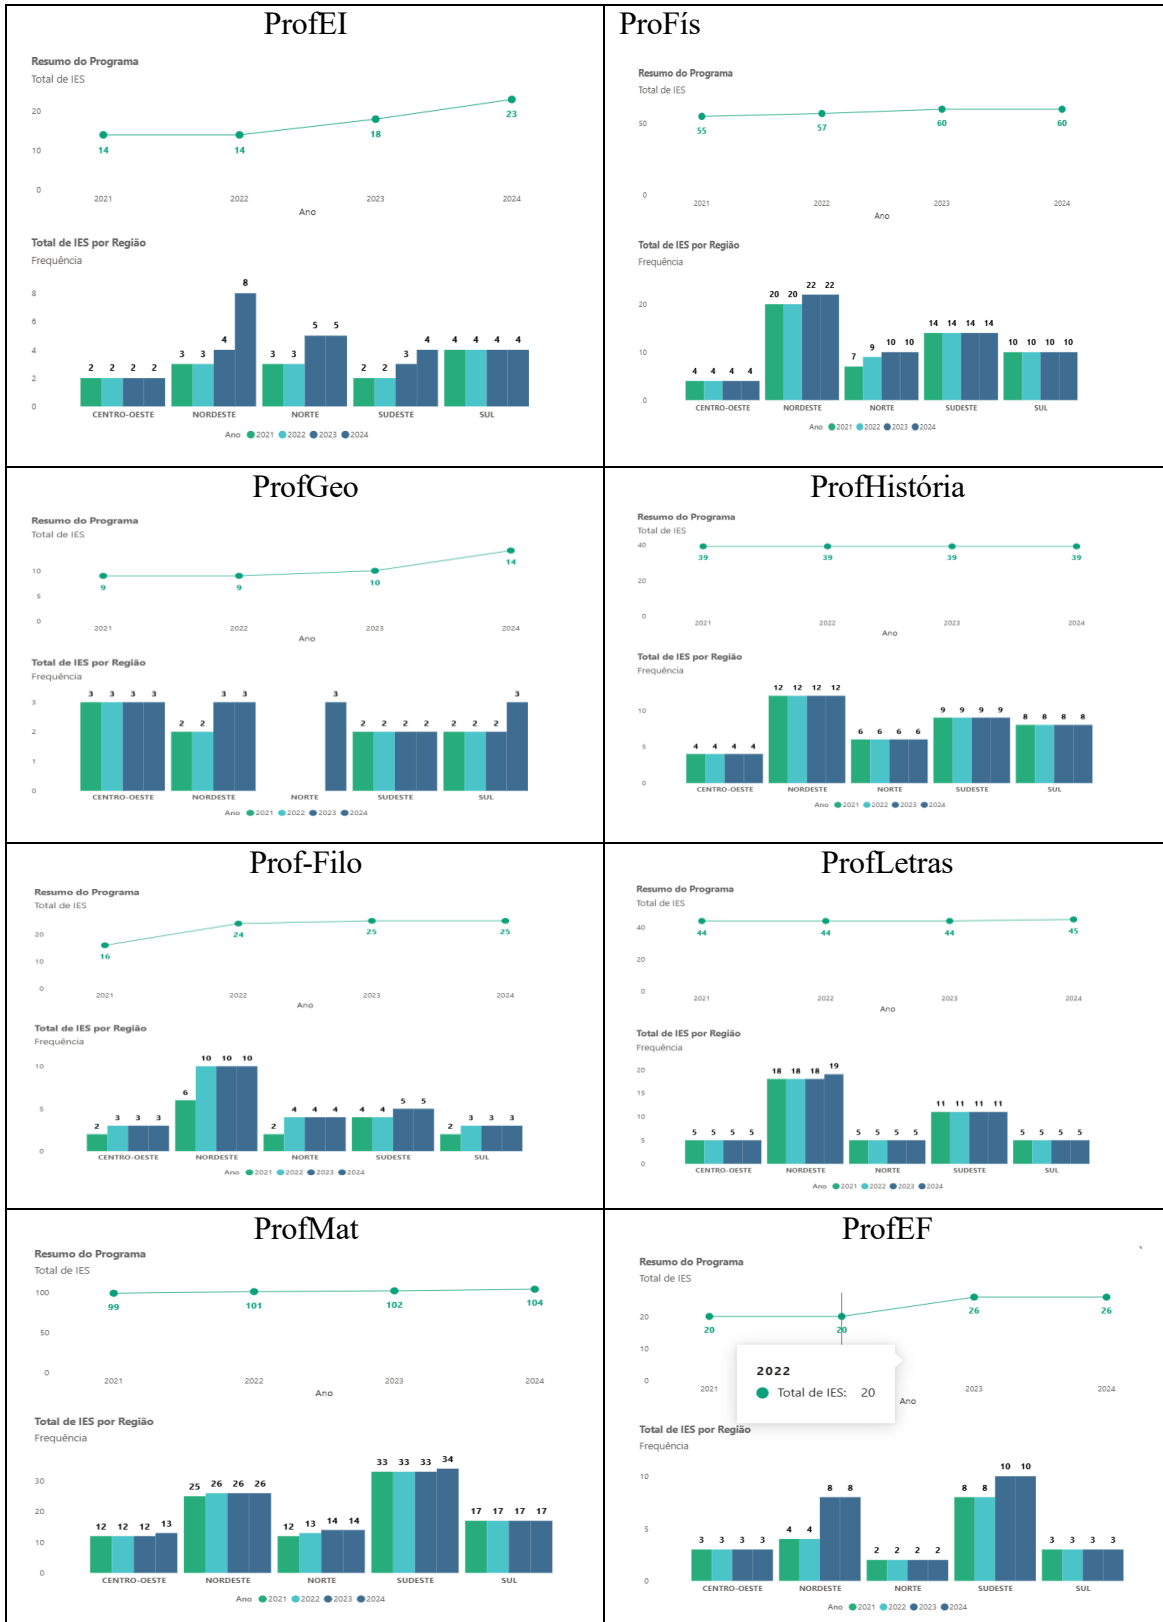 ProfEI
Resumo do Programa
Total de IES
20
10
0
14
14
18
23
2021
2022
2023
2024
Ano
Total de IES por Região
Frequência
8
6
4
2
0
2 2 2 2
3 3 4 8
3 3 5 5
2 2 3 4
4 4 4 4
CENTRO-OESTE NORDESTE NORTE SUDESTE SUL
Ano 2021 2022 2023 2024
ProFís
Resumo do Programa
Total de IES
50
0
55
57
60
60
2021
2022
2023
2024
Ano
Total de IES por Região
Frequência
20
10
0
4 4 4 4
20 20 22 22
7 9 10 10
14 14 14 14
10 10 10 10
CENTRO-OESTE NORDESTE NORTE SUDESTE SUL
Ano 2021 2022 2023 2024
ProfGeo
Resumo do Programa
Total de IES
10
5
0
9
9
10
14
2021
2022
2023
2024
Ano
Total de IES por Região
Frequência
3
2
1
0
3 3 3 3
2 2 3 3
3
2 2 2 2
2 2 2 3
CENTRO-OESTE NORDESTE NORTE SUDESTE SUL
Ano 2021 2022 2023 2024
ProfHistória
Resumo do Programa
Total de IES
40
20
0
39
39
39
39
2021
2022
2023
2024
Ano
Total de IES por Região
Frequência
10
5
0
4 4 4 4
12 12 12 12
6 6 6 6
9 9 9 9
8 8 8 8
CENTRO-OESTE NORDESTE NORTE SUDESTE SUL
Ano 2021 2022 2023 2024
Prof-Filo
Resumo do Programa
Total de IES
20
10
0
16
24
25
25
2021
2022
2023
2024
Ano
Total de IES por Região
Frequência
10
5
0
2 3 3 3
6 10 10 10
2 4 4 4
4 4 5 5
2 3 3 3
CENTRO-OESTE NORDESTE NORTE SUDESTE SUL
Ano 2021 2022 2023 2024
ProfLetras
Resumo do Programa
Total de IES
40
20
0
44
44
44
45
2021
2022
2023
2024
Ano
Total de IES por Região
Frequência
20
15
10
5
0
5 5 5 5
18 18 18 19
5 5 5 5
11 11 11 11
5 5 5 5
CENTRO-OESTE NORDESTE NORTE SUDESTE SUL
Ano 2021 2022 2023 2024
ProfMat
Resumo do Programa
Total de IES
100
50
0
99
101
102
104
2021
2022
2023
2024
Ano
Total de IES por Região
Frequência
30
20
10
0
12 12 12 13
25 26 26 26
12 13 14 14
33 33 33 34
17 17 17 17
CENTRO-OESTE NORDESTE NORTE SUDESTE SUL
Ano 2021 2022 2023 2024
ProfEF
Resumo do Programa
Total de IES
20
10
0
20
20
26
26
2022
Total de IES: 20
2021
2023
2024
Ano
Total de IES por Região
Frequência
10
5
0
3 3 3 3
4 4 8 8
2 2 2 2
8 8 10 10
3 3 3 3
CENTRO-OESTE NORDESTE NORTE SUDESTE SUL
Ano 2021 2022 2023 2024